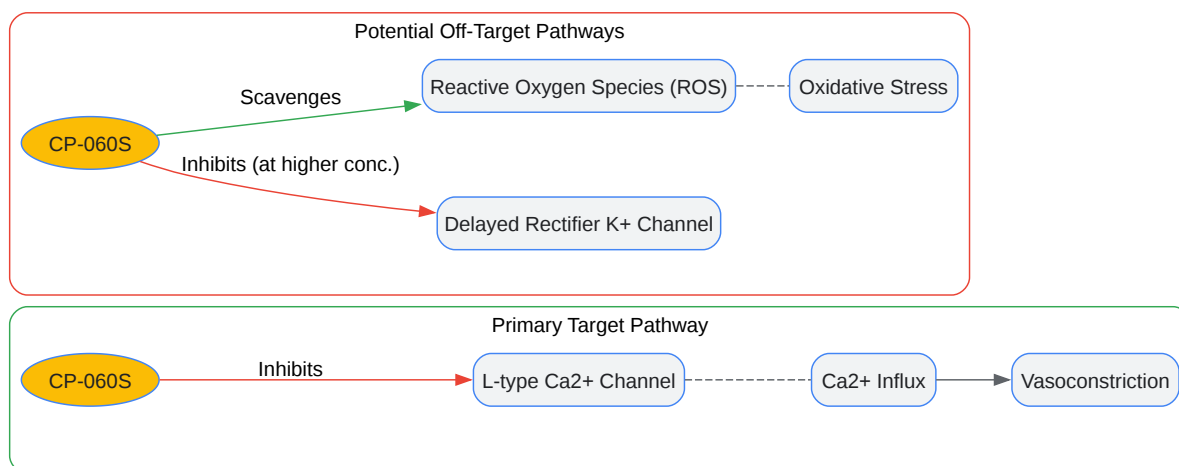 Potential Off-Target Pathways
Reactive Oxygen Species (ROS)
Oxidative Stress
Scavenges
CP-060S
Inhibits (at higher conc.)
Delayed Rectifier K+ Channel
Primary Target Pathway
CP-060S
Inhibits
L-type Ca2+ Channel
Ca2+ Influx
Vasoconstriction